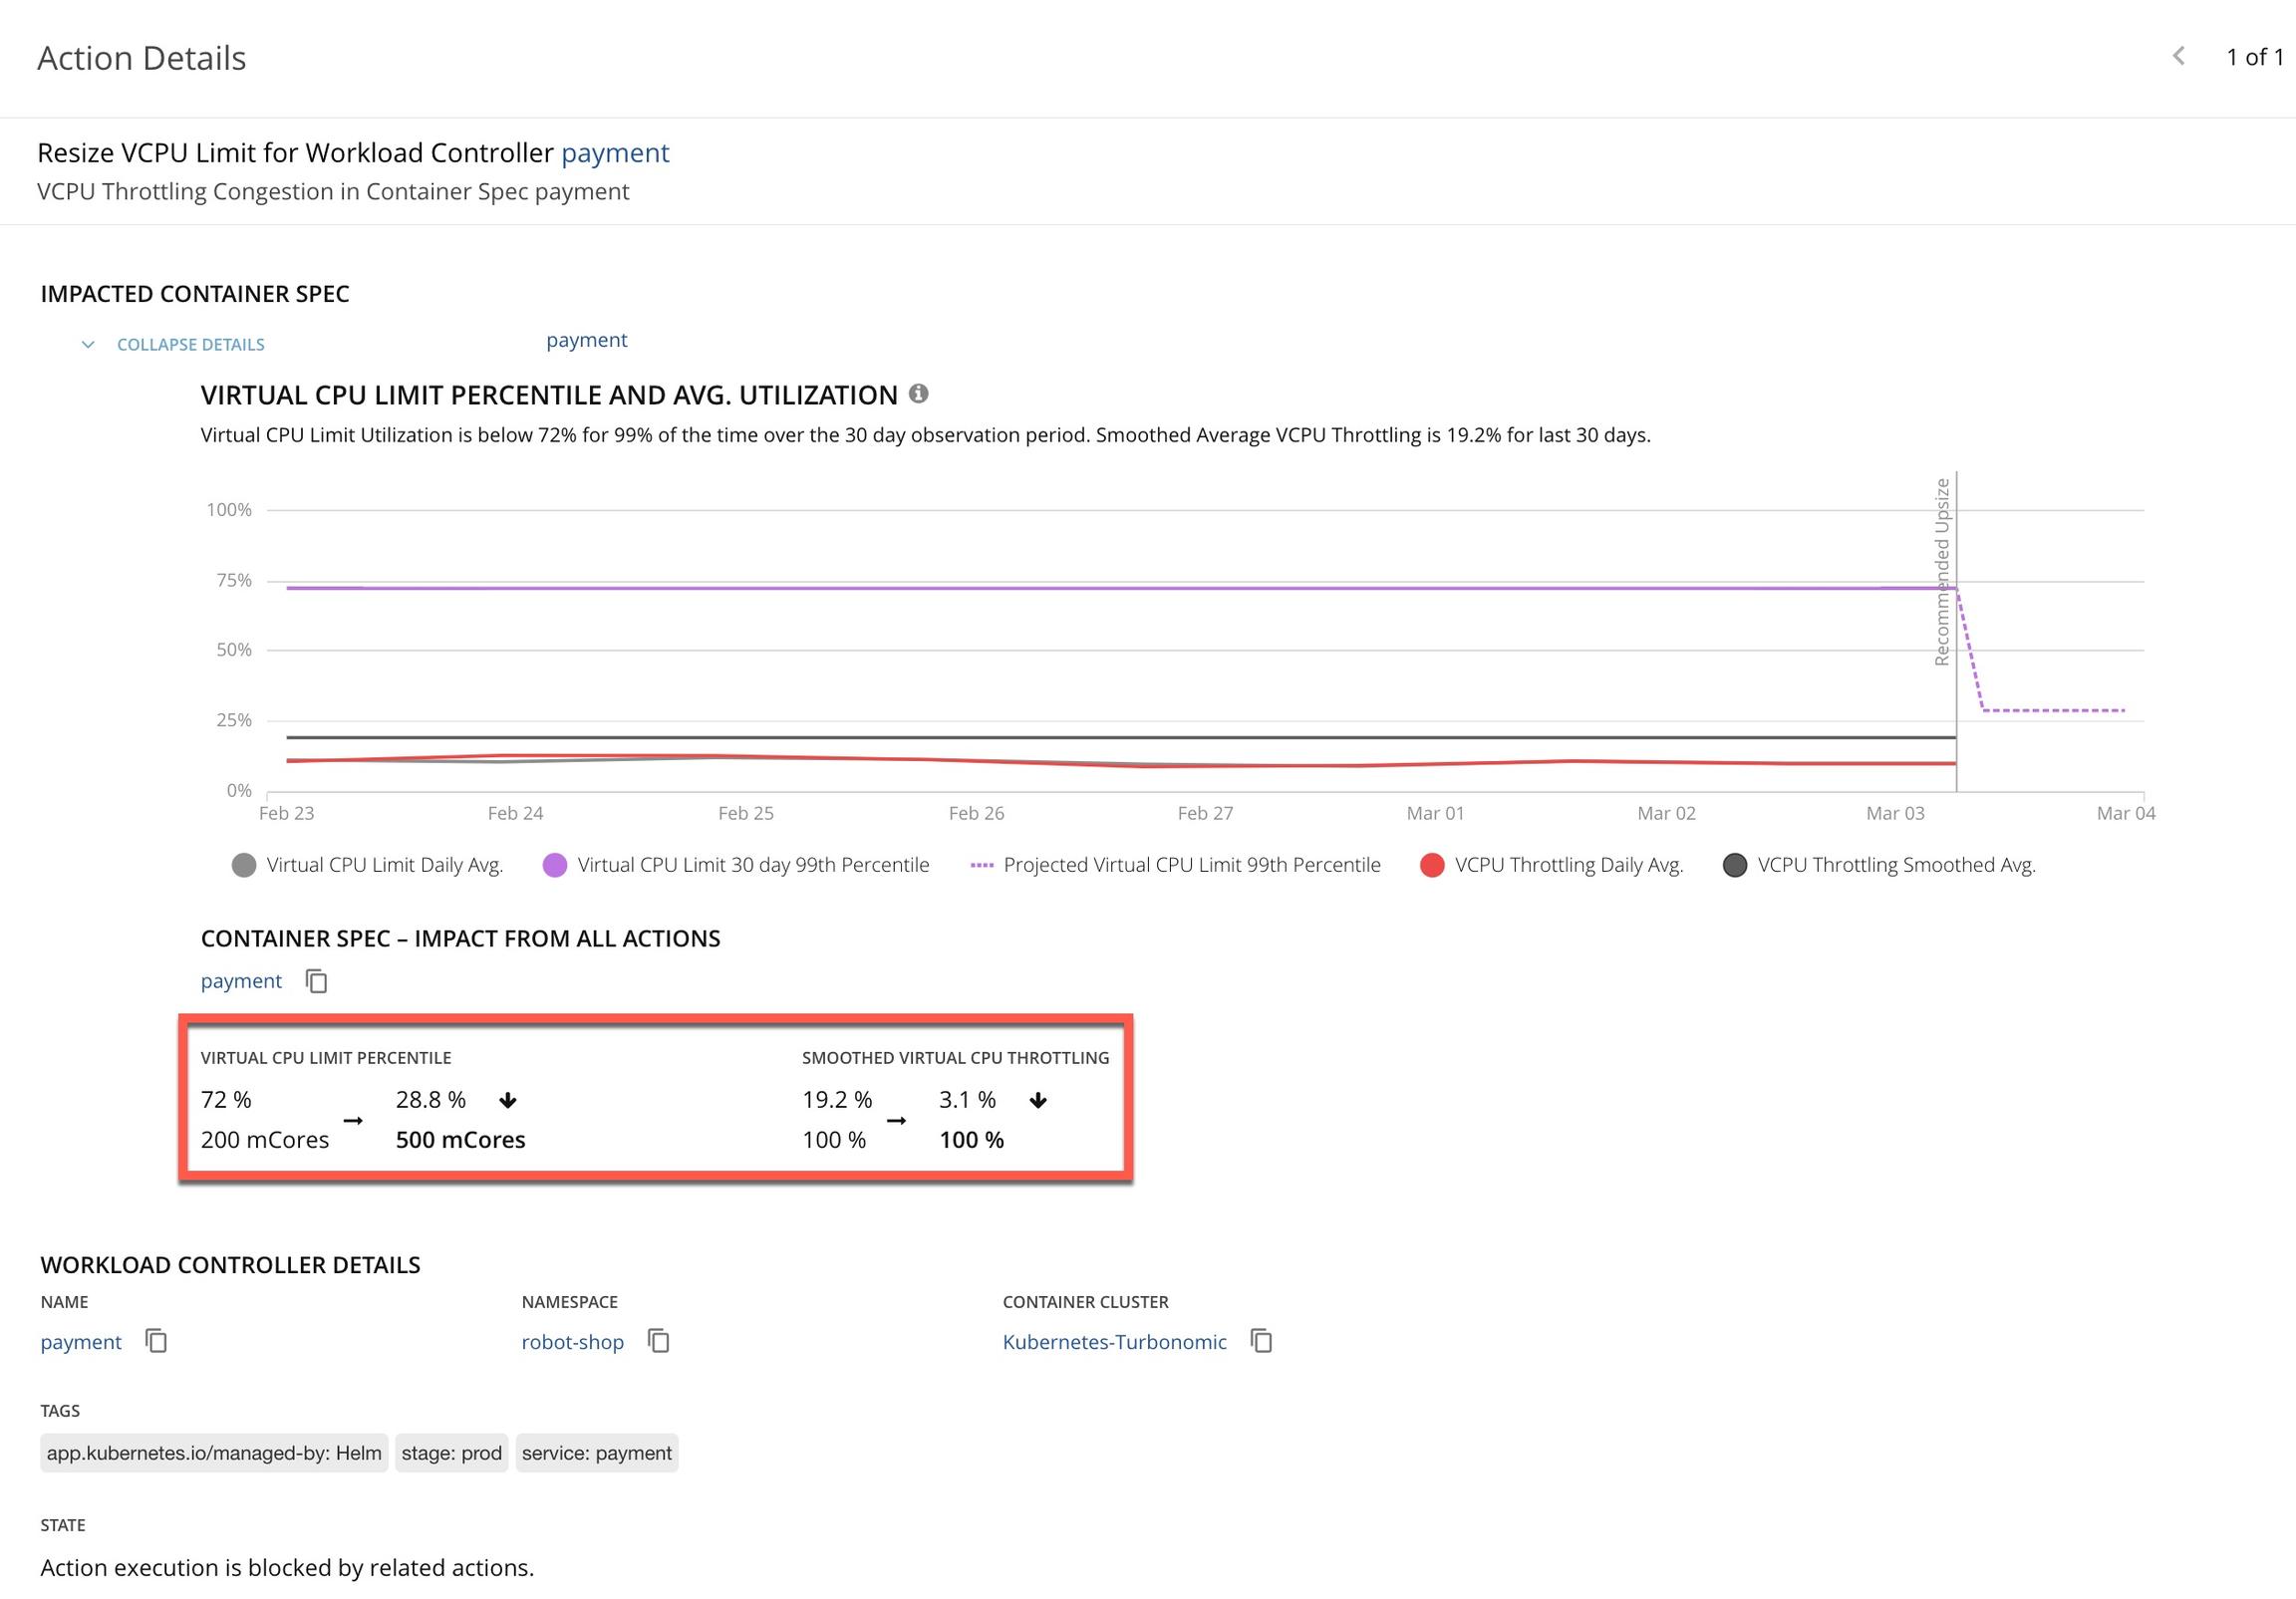 Action Details
1 of 1
Resize VCPU Limit for Workload Controller payment
VCPU Throttling Congestion in Container Spec payment
IMPACTED CONTAINER SPEC
COLLAPSE DETAILS
payment
VIRTUAL CPU LIMIT PERCENTILE AND AVG. UTILIZATION
Virtual CPU Limit Utilization is below 72% for 99% of the time over the 30 day observation period. Smoothed Average VCPU Throttling is 19.2% for last 30 days.
Recommended Upsize
100%
75%
50%
25%
0%
Feb 23 Feb 24 Feb 25 Feb 26 Feb 27 Mar 01 Mar 02 Mar 03 Mar 04
Virtual CPU Limit Daily Avg. Virtual CPU Limit 30 day 99th Percentile Projected Virtual CPU Limit 99th Percentile VCPU Throttling Daily Avg. VCPU Throttling Smoothed Avg.
CONTAINER SPEC – IMPACT FROM ALL ACTIONS
payment
VIRTUAL CPU LIMIT PERCENTILE SMOOTHED VIRTUAL CPU THROTTLING
72 % 28.8 % 19.2 % 3.1 %
200 mCores 500 mCores 100 % 100 %
WORKLOAD CONTROLLER DETAILS
NAME NAMESPACE CONTAINER CLUSTER
payment robot-shop Kubernetes-Turbonomic
TAGS
app.kubernetes.io/managed-by: Helm stage: prod service: payment
STATE
Action execution is blocked by related actions.